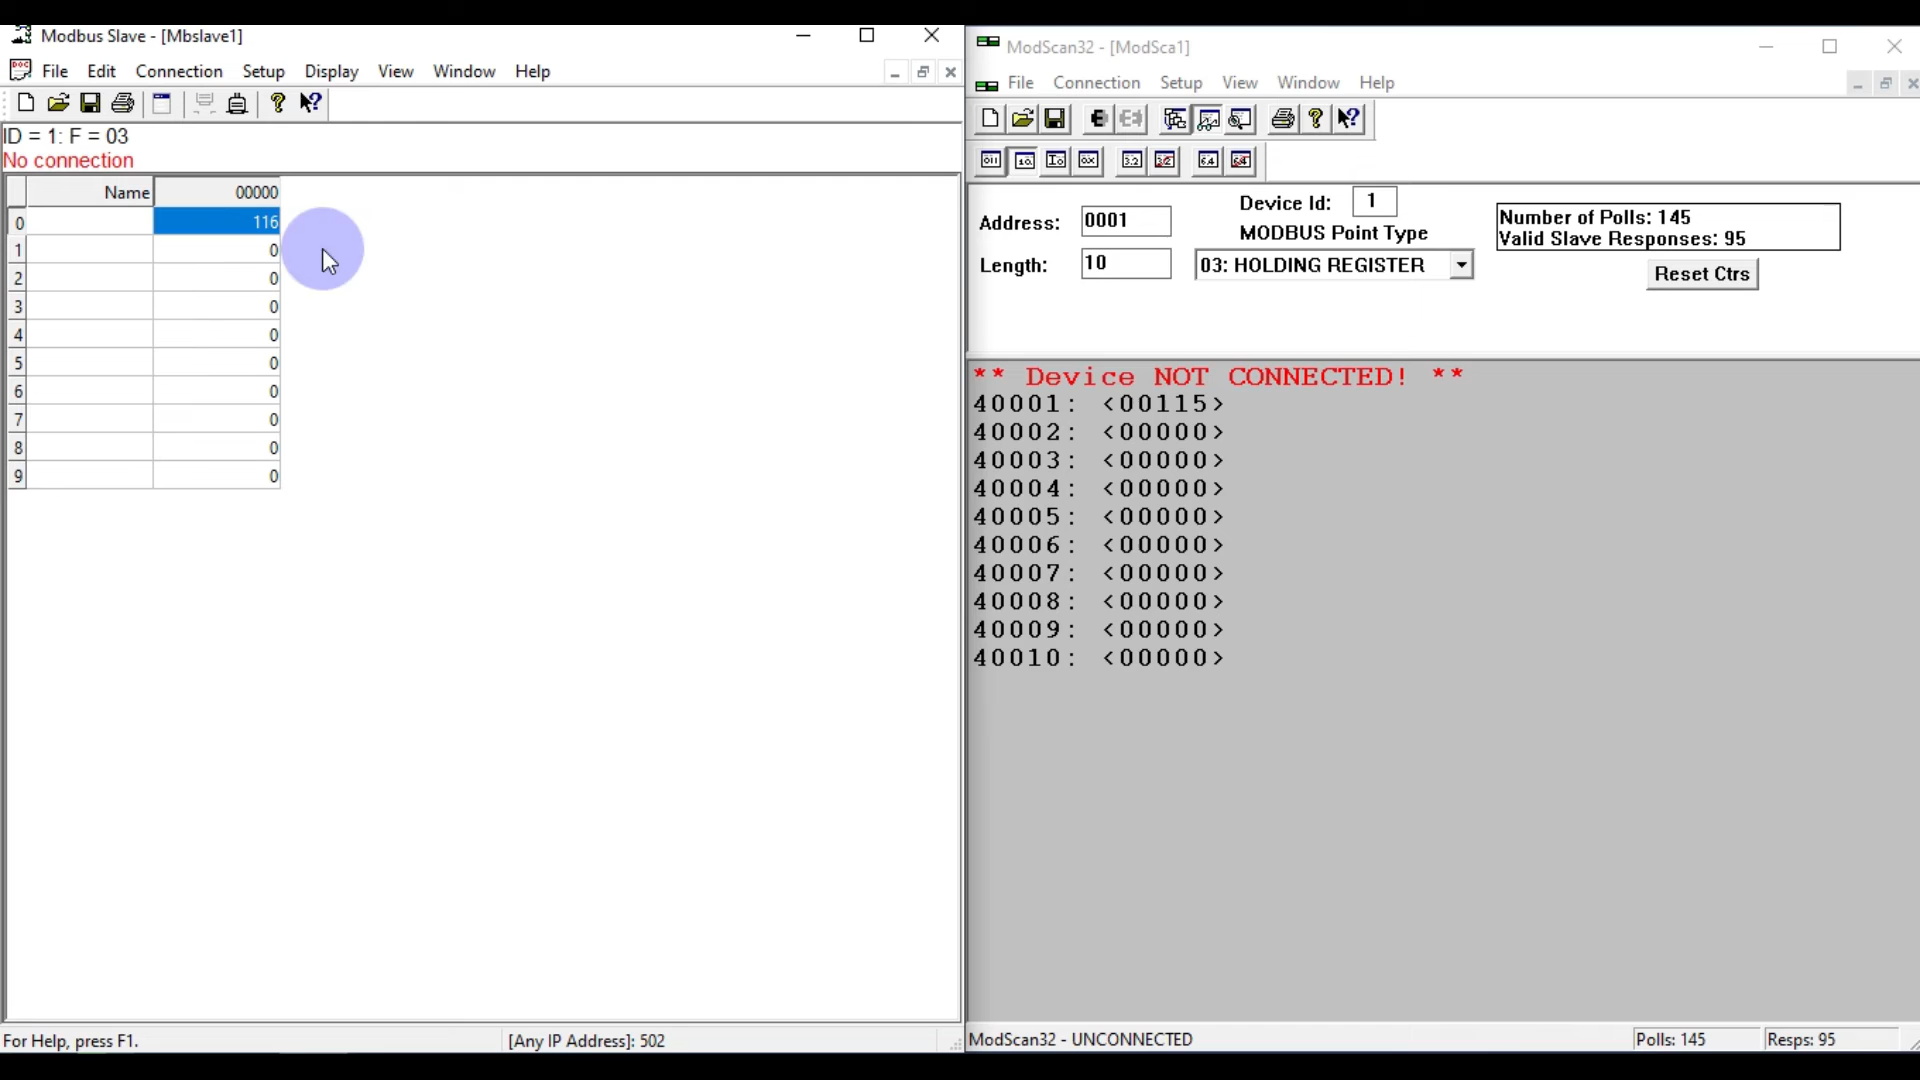 Modbus Slave - [Mbslave1]
File Edit Connection Setup Display View Window Help
ID = 1: F = 03
No connection
Name 00000
0 116
1 0
2 0
3 0
4 0
5 0
6 0
7 0
8 0
9 0
For Help, press F1. [Any IP Address]: 502
ModScan32 - [ModSca1]
File Connection Setup View Window Help
Address: 0001
Device Id: 1
MODBUS Point Type
Length: 10
03: HOLDING REGISTER
Number of Polls: 145
Valid Slave Responses: 95
Reset Ctrs
** Device NOT CONNECTED! **
40001: <00115>
40002: <00000>
40003: <00000>
40004: <00000>
40005: <00000>
40006: <00000>
40007: <00000>
40008: <00000>
40009: <00000>
40010: <00000>
ModScan32 - UNCONNECTED Polls: 145 Resps: 95